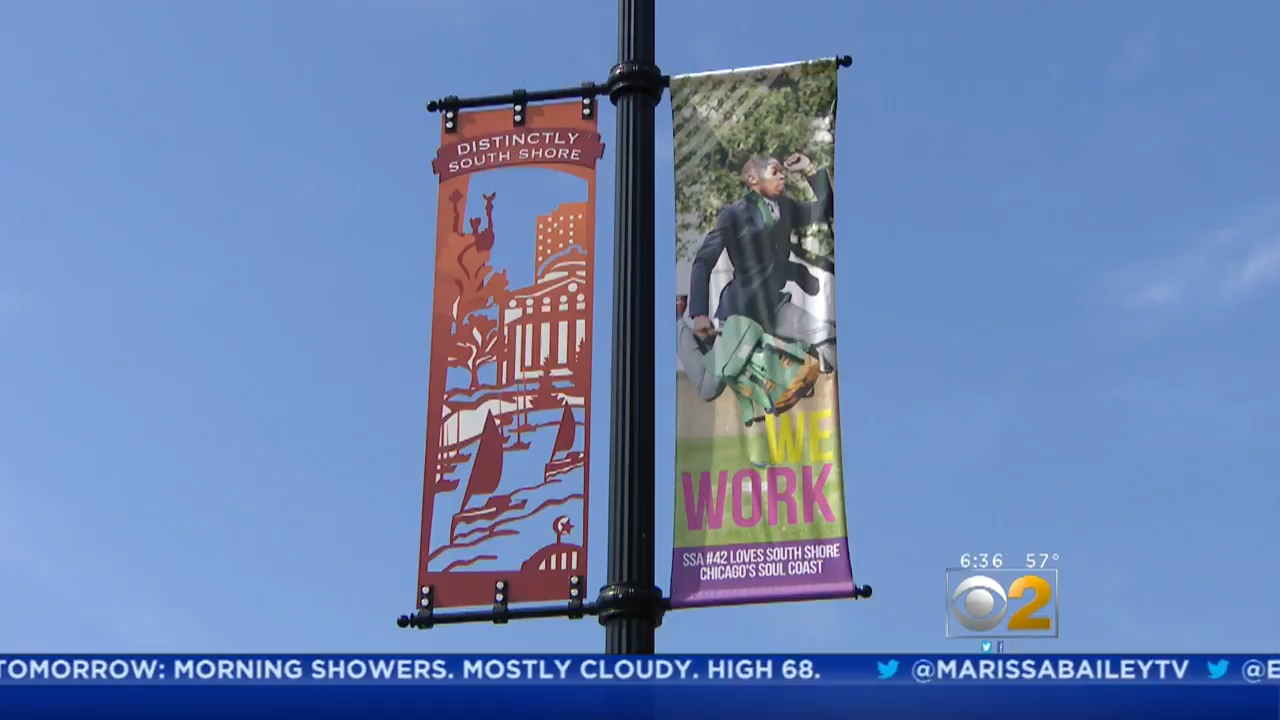 DISTINCTLY
SOUTH SHORE
WE
WORK
SSA #42 LOVES SOUTH SHORE
CHICAGO'S SOUL COAST
6:36 57°
2
TOMORROW: MORNING SHOWERS. MOSTLY CLOUDY. HIGH 68. @MARISSABAILEYTV @E